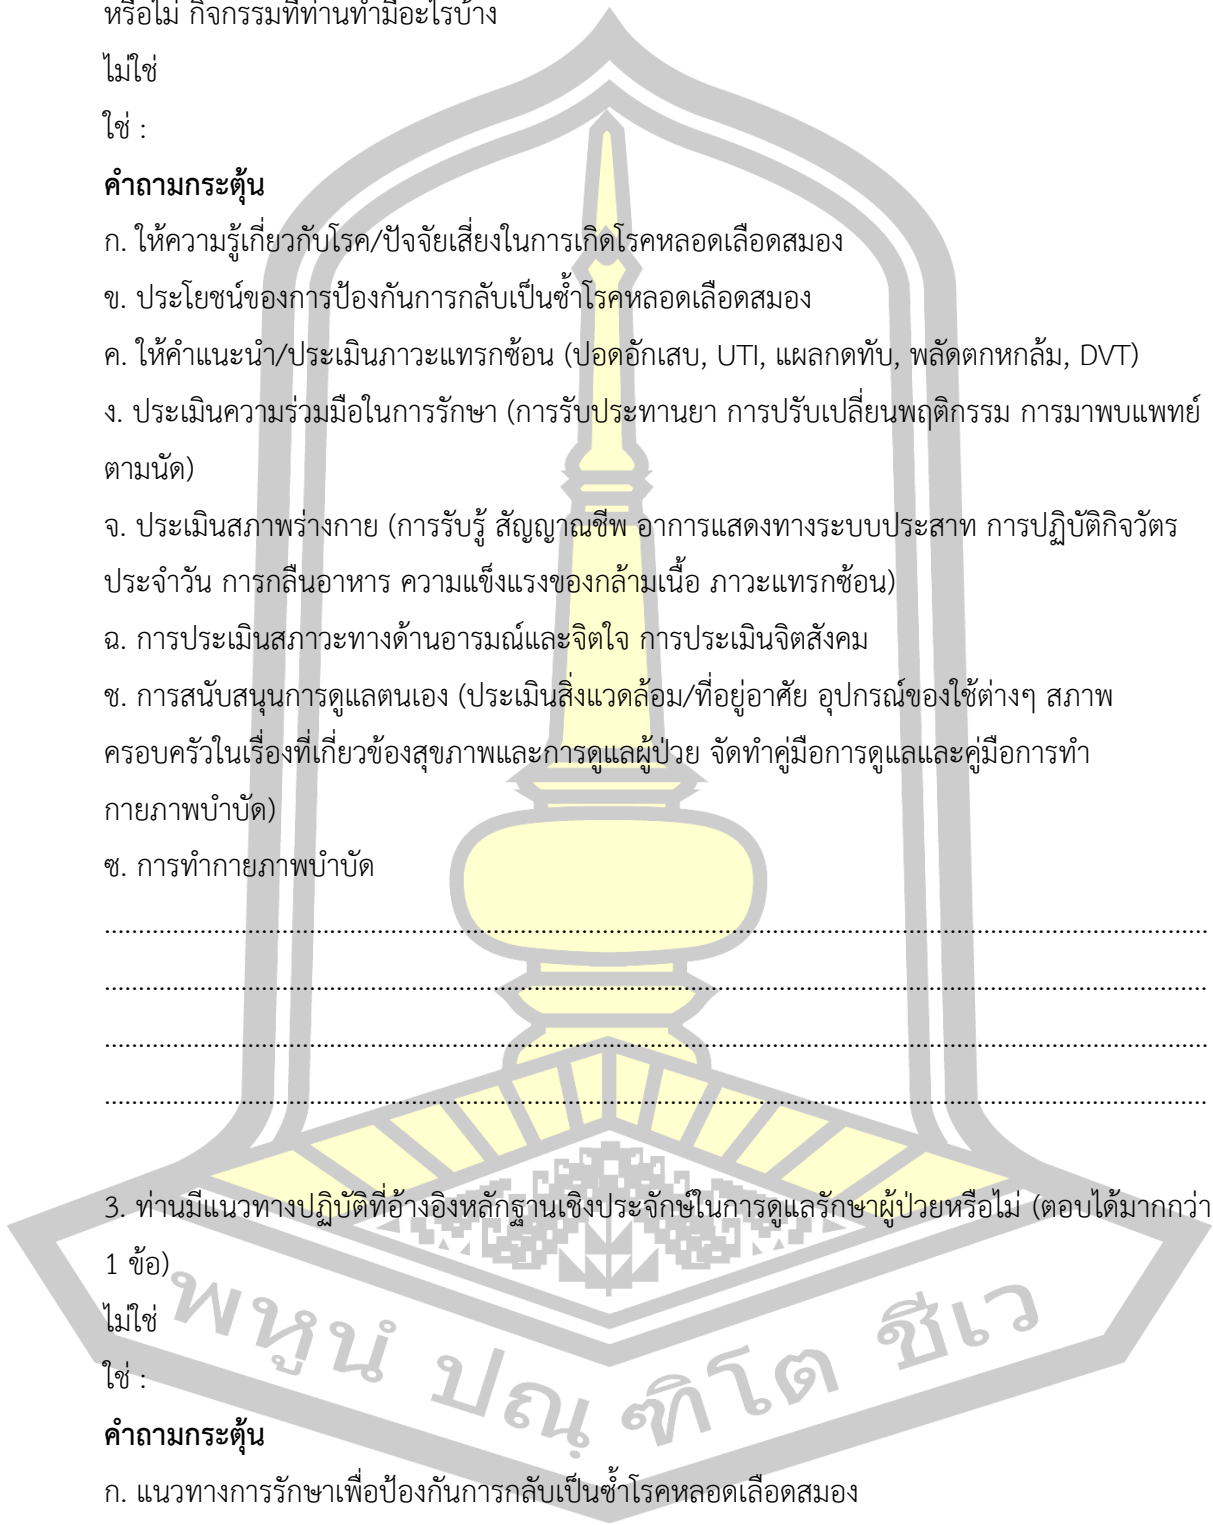 หรือไม่ กิจกรรมที่ท่านทำมีอะไรบ้าง
ไม่ใช่
ใช่ :
คำถามกระตุ้น
ก. ให้ความรู้เกี่ยวกับโรค/ปัจจัยเสี่ยงในการเกิดโรคหลอดเลือดสมอง
ข. ประโยชน์ของการป้องกันการกลับเป็นซ้ำโรคหลอดเลือดสมอง
ค. ให้คำแนะนำ/ประเมินภาวะแทรกซ้อน (ปอดอักเสบ, UTI, แผลกดทับ, พลัดตกหกล้ม, DVT)
ง. ประเมินความร่วมมือในการรักษา (การรับประทานยา การปรับเปลี่ยนพฤติกรรม การมาพบแพทย์
ตามนัด)
จ. ประเมินสภาพร่างกาย (การรับรู้ สัญญาณชีพ อาการแสดงทางระบบประสาท การปฏิบัติกิจวัตร
ประจำวัน การกลืนอาหาร ความแข็งแรงของกล้ามเนื้อ ภาวะแทรกซ้อน)
ฉ. การประเมินสภาวะทางด้านอารมณ์และจิตใจ การประเมินจิตสังคม
ช. การสนับสนุนการดูแลตนเอง (ประเมินสิ่งแวดล้อม/ที่อยู่อาศัย อุปกรณ์ของใช้ต่างๆ สภาพ
ครอบครัวในเรื่องที่เกี่ยวข้องสุขภาพและการดูแลผู้ป่วย จัดทำคู่มือการดูแลและคู่มือการทำ
กายภาพบำบัด)
ซ. การทำกายภาพบำบัด
3. ท่านมีแนวทางปฏิบัติที่อ้างอิงหลักฐานเชิงประจักษ์ในการดูแลรักษาผู้ป่วยหรือไม่ (ตอบได้มากกว่า
1 ข้อ)
ไม่ใช่
ใช่ :
พหูนํ ปณฺฑิโต ชีเว
คำถามกระตุ้น
ก. แนวทางการรักษาเพื่อป้องกันการกลับเป็นซ้ำโรคหลอดเลือดสมอง